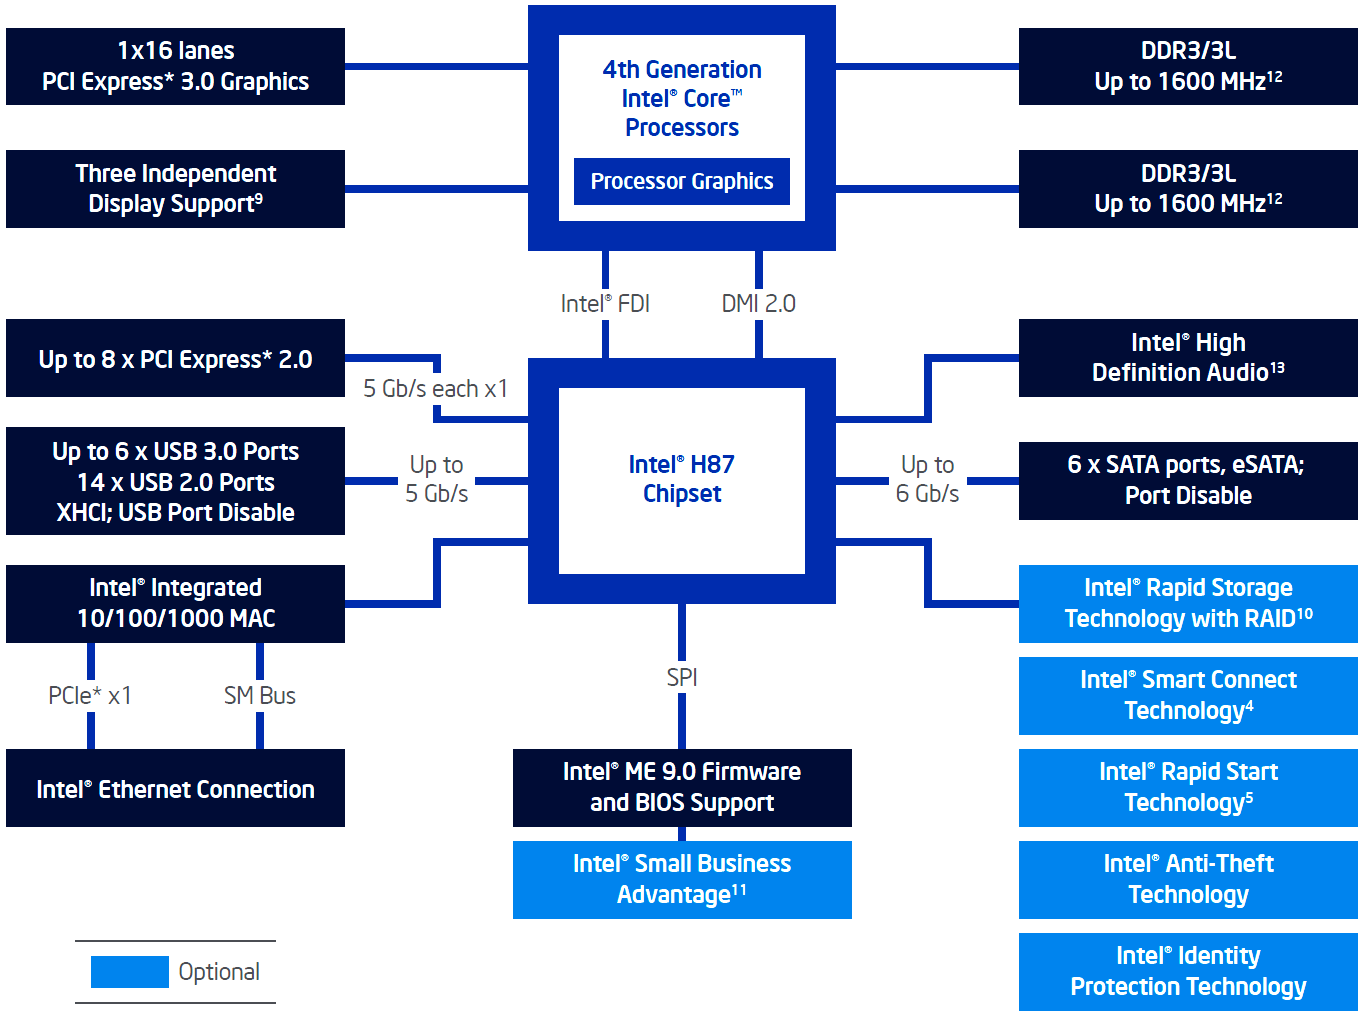 1x16 lanes
PCI Express* 3.0 Graphics
Three Independent
Display Support⁹
4th Generation
Intel® Core™
Processors
Processor Graphics
DDR3/3L
Up to 1600 MHz¹²
DDR3/3L
Up to 1600 MHz¹²
Intel® FDI
DMI 2.0
Up to 8 x PCI Express* 2.0
5 Gb/s each x1
Up to 6 x USB 3.0 Ports
14 x USB 2.0 Ports
XHCI; USB Port Disable
Up to
5 Gb/s
Intel® Integrated
10/100/1000 MAC
PCIe* x1
SM Bus
Intel® Ethernet Connection
Intel® H87
Chipset
SPI
Intel® ME 9.0 Firmware
and BIOS Support
Intel® Small Business
Advantage¹¹
Intel® High
Definition Audio¹³
Up to
6 Gb/s
6 x SATA ports, eSATA;
Port Disable
Intel® Rapid Storage
Technology with RAID¹⁰
Intel® Smart Connect
Technology⁴
Intel® Rapid Start
Technology⁵
Intel® Anti-Theft
Technology
Intel® Identity
Protection Technology
Optional